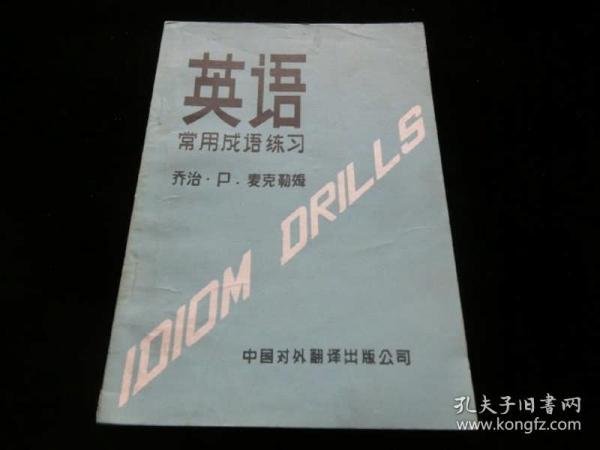 英语
常用成语练习
乔治·P.麦克勒姆
IDIOM DRILLS
中国对外翻译出版公司
孔夫子旧书网
www.kongfz.com